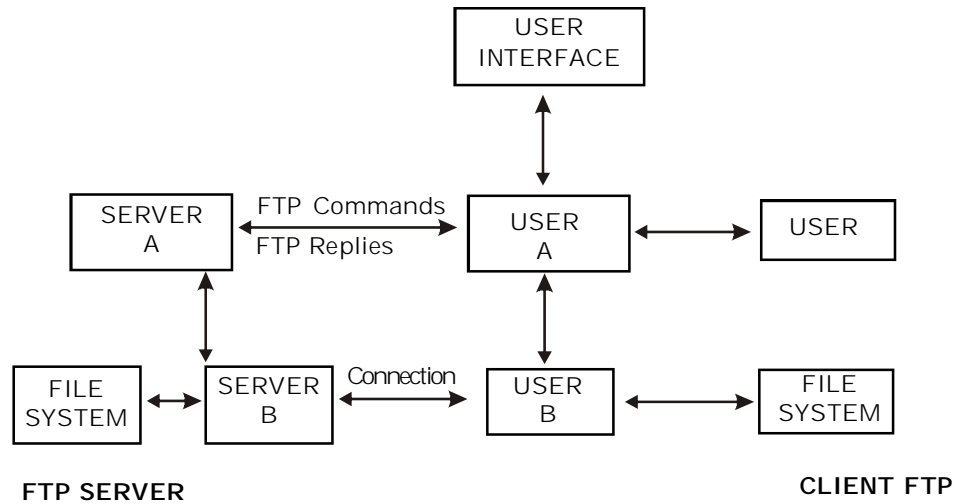 USER
INTERFACE
SERVER
A
FTP Commands
FTP Replies
USER
A
USER
FILE
SYSTEM
SERVER
B
Connection
USER
B
FILE
SYSTEM
FTP SERVER
CLIENT FTP